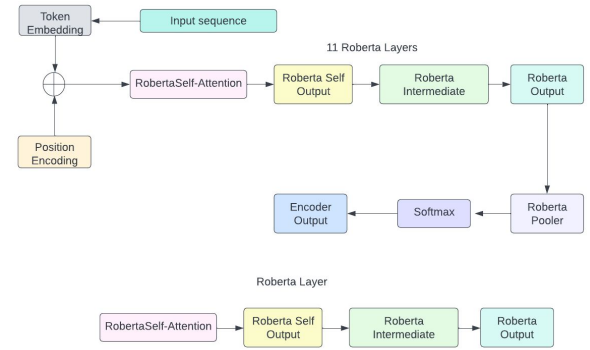 Token
Embedding
Input sequence
11 Roberta Layers
RobertaSelf-Attention
Roberta Self
Output
Roberta
Intermediate
Roberta
Output
Position
Encoding
Encoder
Output
Softmax
Roberta
Pooler
Roberta Layer
RobertaSelf-Attention
Roberta Self
Output
Roberta
Intermediate
Roberta
Output